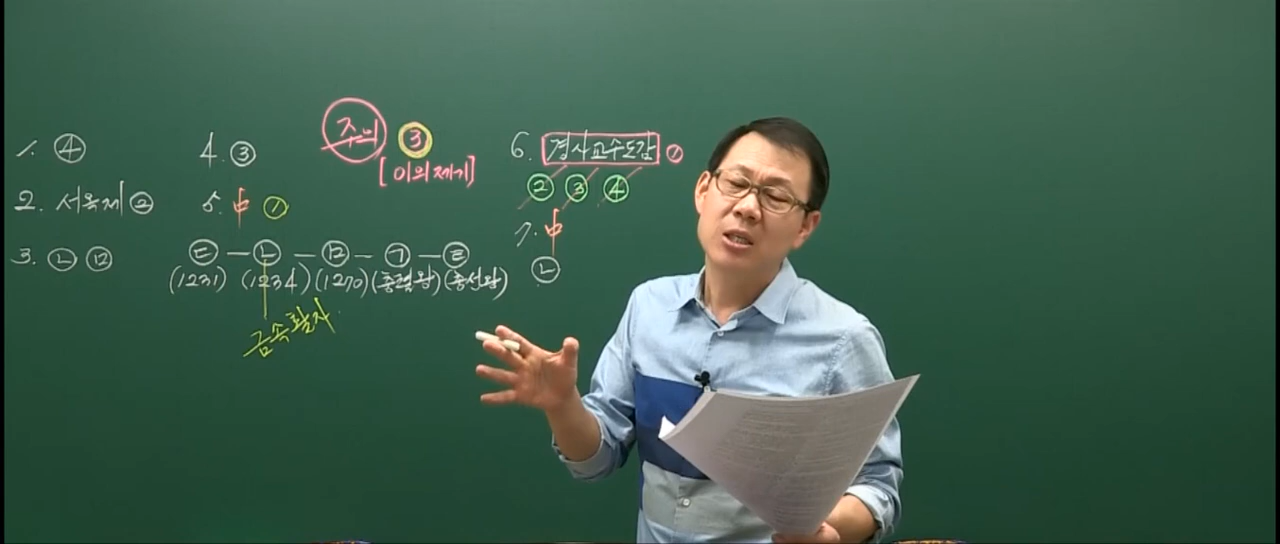 1. ④
2. 서옥제 ②
3. ㉡ ㉣
4. ③
5. 中 ①
㉢ - ㉡ - ㉣ - ㉠ - ㉤
(1231) (1234) (1270) (충렬왕) (충선왕)
금속활자
주의 ③
[이의제기]
6. 경사교수도감 ①
② ③ ④
7. 中
㉡